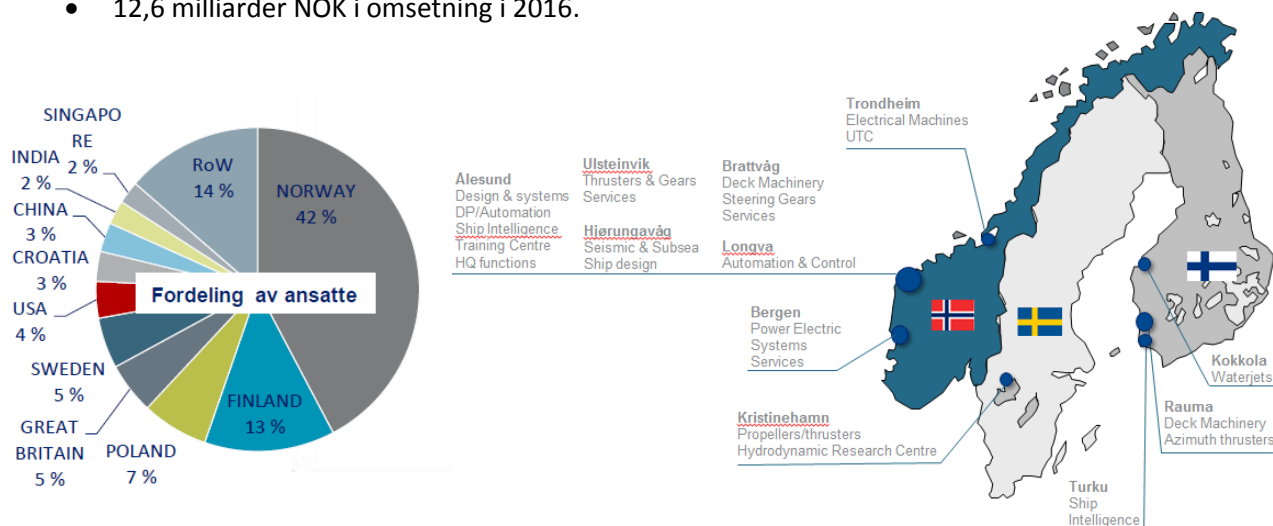 • 12,6 milliarder NOK i omsetning i 2016.
SINGAPO
RE
2 %
INDIA
2 %
CHINA
3 %
CROATIA
3 %
USA
4 %
SWEDEN
5 %
GREAT
BRITAIN
5 %
POLAND
7 %
FINLAND
13 %
NORWAY
42 %
RoW
14 %
Fordeling av ansatte
Ålesund
Design & systems
DP/Automation
Ship Intelligence
Training Centre
HQ functions
Ulsteinvik
Thrusters & Gears
Services
Hjørungavåg
Seismic & Subsea
Ship design
Brattvåg
Deck Machinery
Steering Gears
Services
Longva
Automation & Control
Trondheim
Electrical Machines
UTC
Bergen
Power Electric
Systems
Services
Kristinehamn
Propellers/thrusters
Hydrodynamic Research Centre
Kokkola
Waterjets
Rauma
Deck Machinery
Azimuth thrusters
Turku
Ship
Intelligence